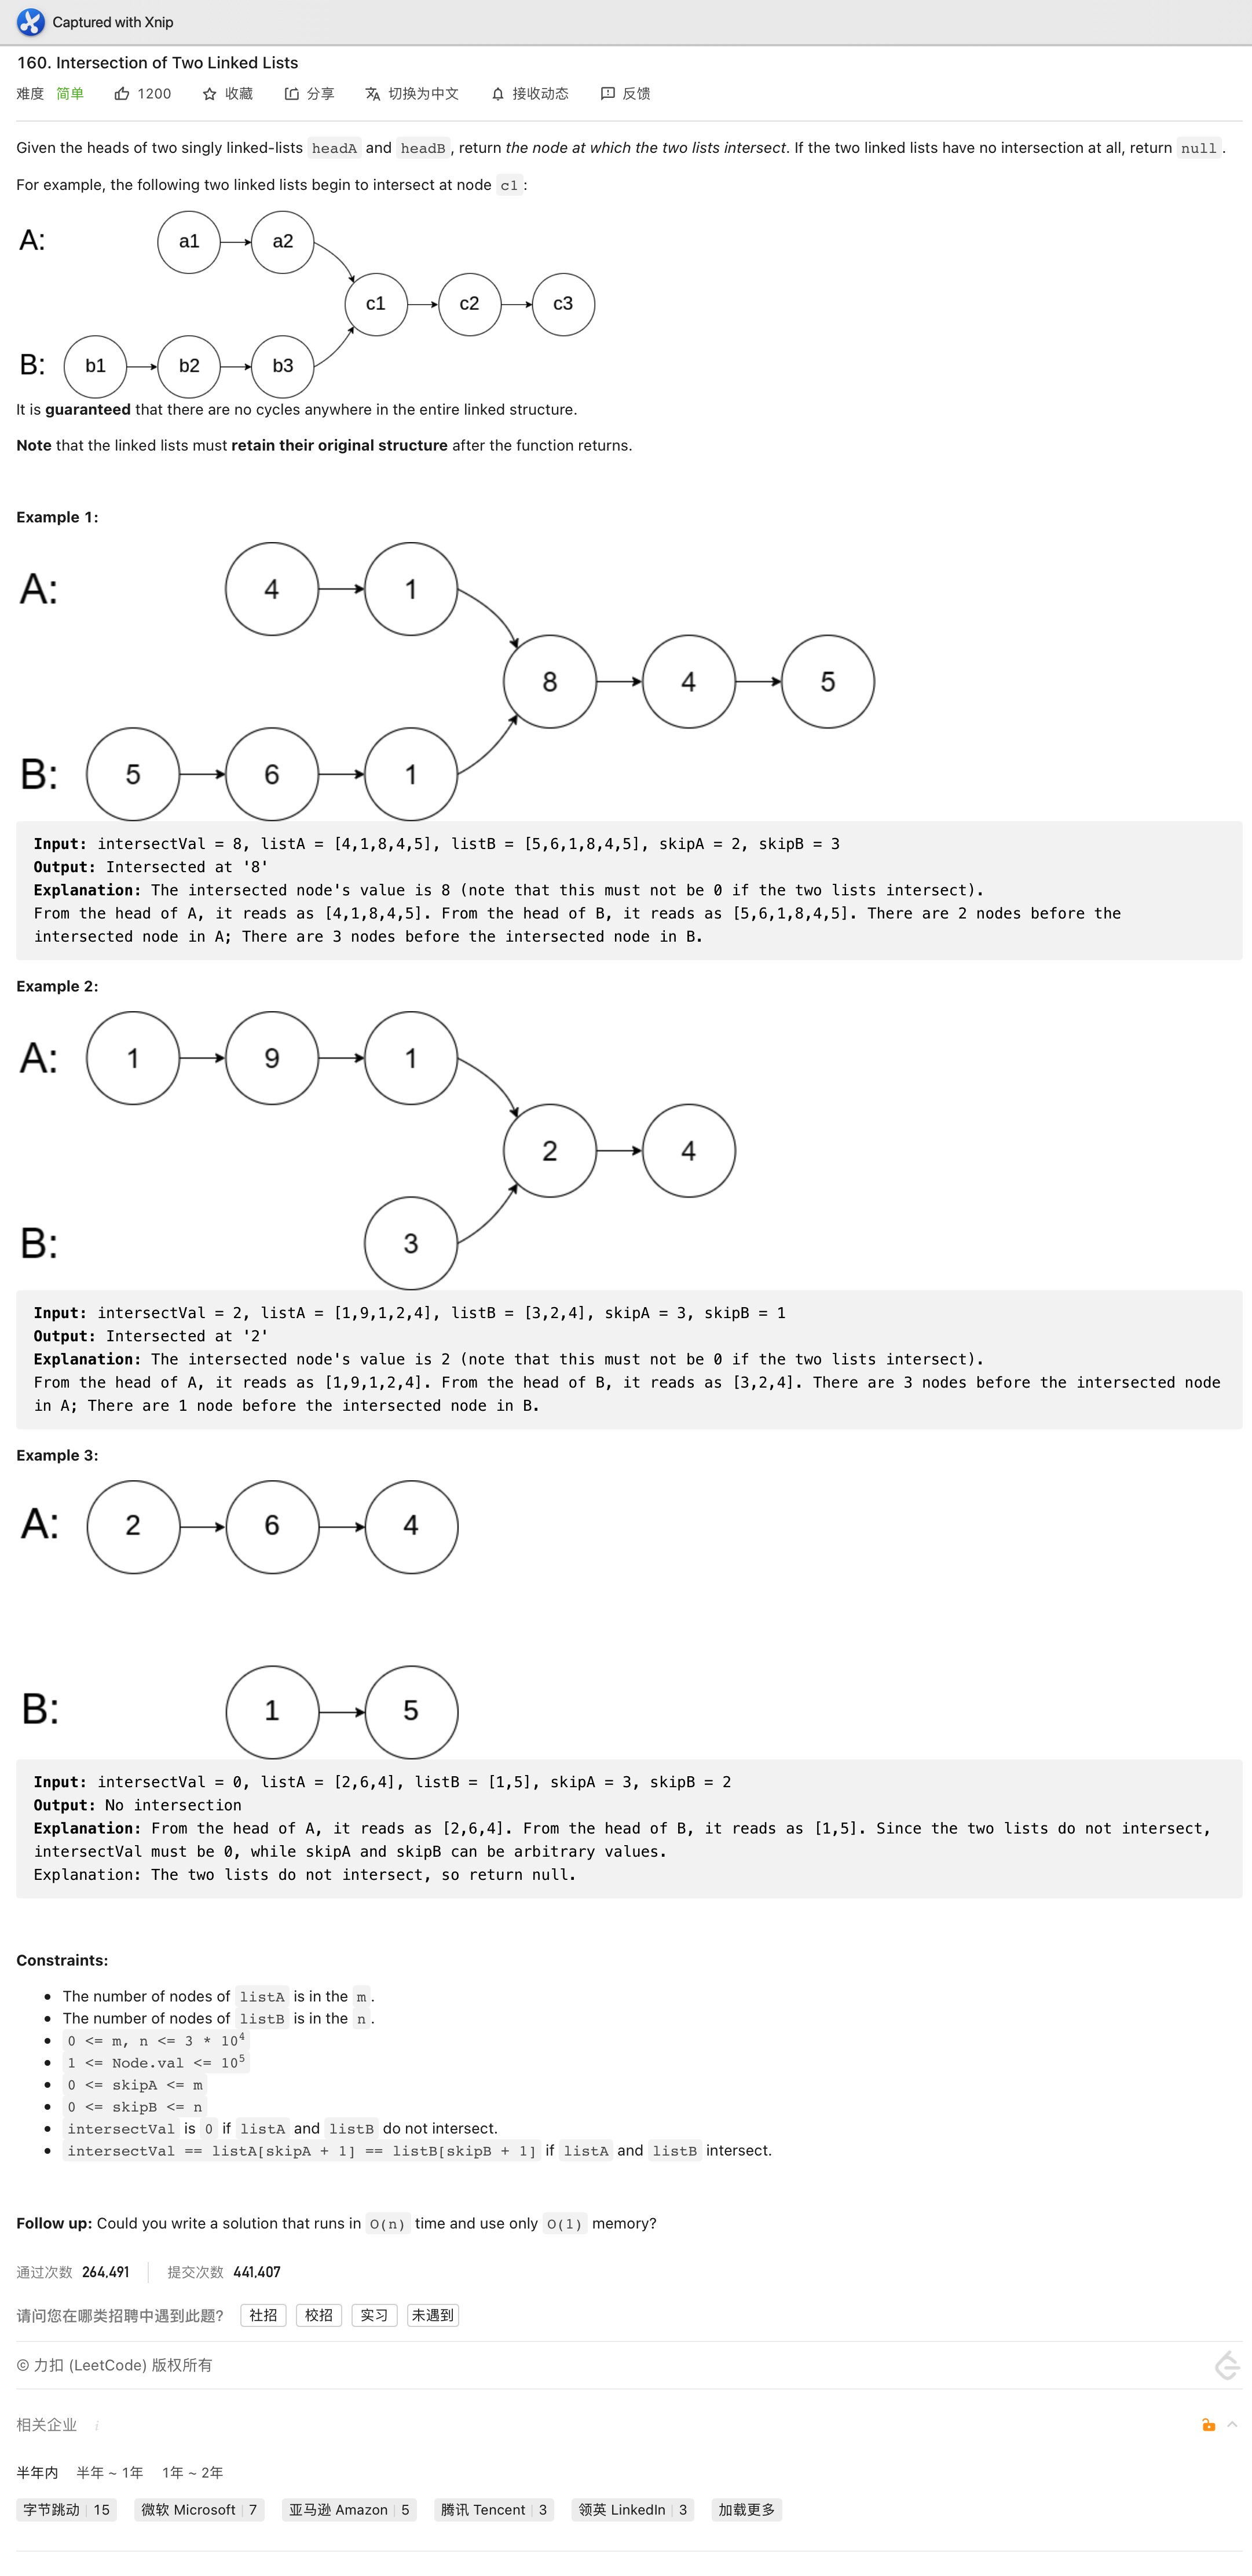 Captured with Xnip
160. Intersection of Two Linked Lists
难度 简单 1200 收藏 分享 切换为中文 接收动态 反馈
Given the heads of two singly linked-lists headA and headB, return the node at which the two lists intersect. If the two linked lists have no intersection at all, return null.
For example, the following two linked lists begin to intersect at node c1:
A: a1 a2
c1 c2 c3
B: b1 b2 b3
It is guaranteed that there are no cycles anywhere in the entire linked structure.
Note that the linked lists must retain their original structure after the function returns.
Example 1:
A: 4 1
8 4 5
B: 5 6 1
Input: intersectVal = 8, listA = [4,1,8,4,5], listB = [5,6,1,8,4,5], skipA = 2, skipB = 3
Output: Intersected at '8'
Explanation: The intersected node's value is 8 (note that this must not be 0 if the two lists intersect).
From the head of A, it reads as [4,1,8,4,5]. From the head of B, it reads as [5,6,1,8,4,5]. There are 2 nodes before the
intersected node in A; There are 3 nodes before the intersected node in B.
Example 2:
A: 1 9 1
2 4
B: 3
Input: intersectVal = 2, listA = [1,9,1,2,4], listB = [3,2,4], skipA = 3, skipB = 1
Output: Intersected at '2'
Explanation: The intersected node's value is 2 (note that this must not be 0 if the two lists intersect).
From the head of A, it reads as [1,9,1,2,4]. From the head of B, it reads as [3,2,4]. There are 3 nodes before the intersected node
in A; There are 1 node before the intersected node in B.
Example 3:
A: 2 6 4
B: 1 5
Input: intersectVal = 0, listA = [2,6,4], listB = [1,5], skipA = 3, skipB = 2
Output: No intersection
Explanation: From the head of A, it reads as [2,6,4]. From the head of B, it reads as [1,5]. Since the two lists do not intersect,
intersectVal must be 0, while skipA and skipB can be arbitrary values.
Explanation: The two lists do not intersect, so return null.
Constraints:
• The number of nodes of listA is in the m.
• The number of nodes of listB is in the n.
• 0 <= m, n <= 3 * 10⁴
• 1 <= Node.val <= 10⁵
• 0 <= skipA <= m
• 0 <= skipB <= n
• intersectVal is 0 if listA and listB do not intersect.
• intersectVal == listA[skipA + 1] == listB[skipB + 1] if listA and listB intersect.
Follow up: Could you write a solution that runs in O(n) time and use only O(1) memory?
通过次数 264,491 提交次数 441,407
请问您在哪类招聘中遇到此题? 社招 校招 实习 未遇到
© 力扣 (LeetCode) 版权所有
相关企业 i
半年内 半年 ~ 1年 1年 ~ 2年
字节跳动 | 15 微软 Microsoft | 7 亚马逊 Amazon | 5 腾讯 Tencent | 3 领英 LinkedIn | 3 加载更多